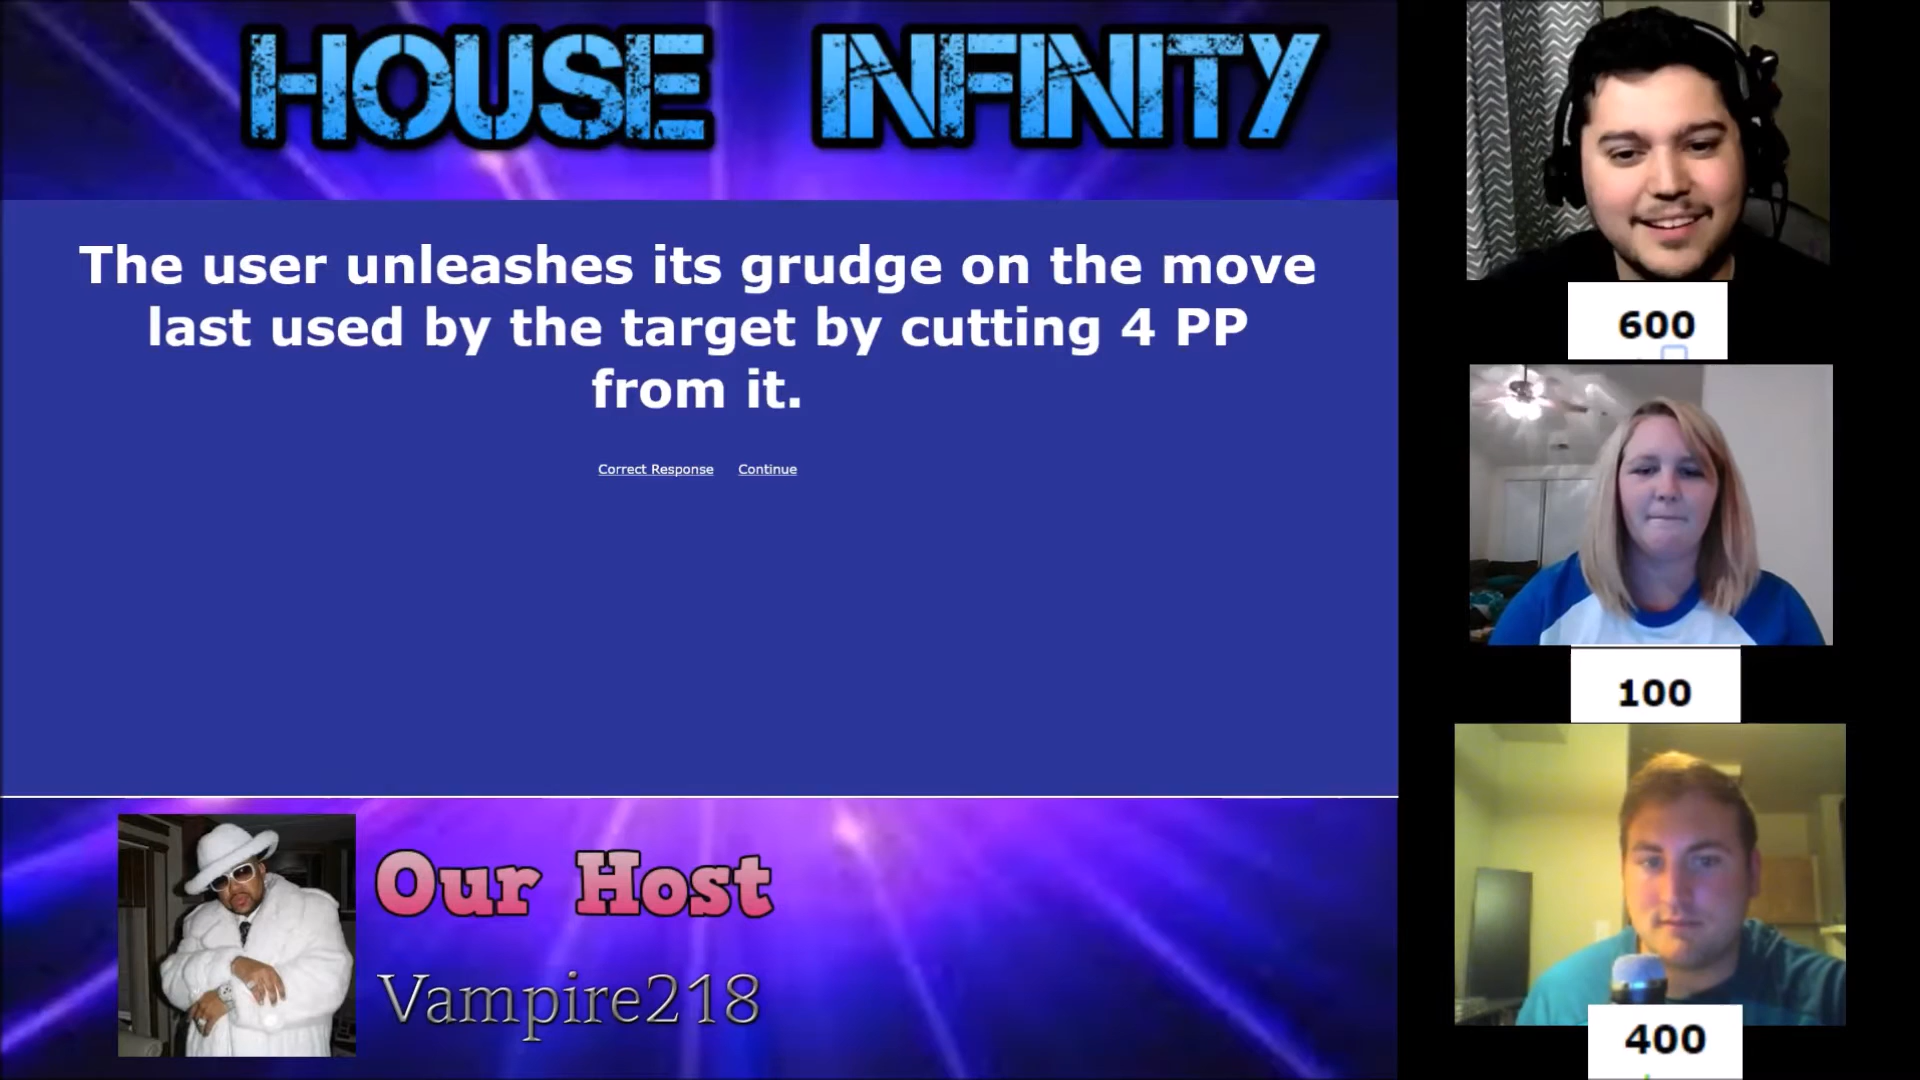 HOUSE INFINITY
The user unleashes its grudge on the move
last used by the target by cutting 4 PP
from it.
Correct Response Continue
600
100
400
Our Host
Vampire218